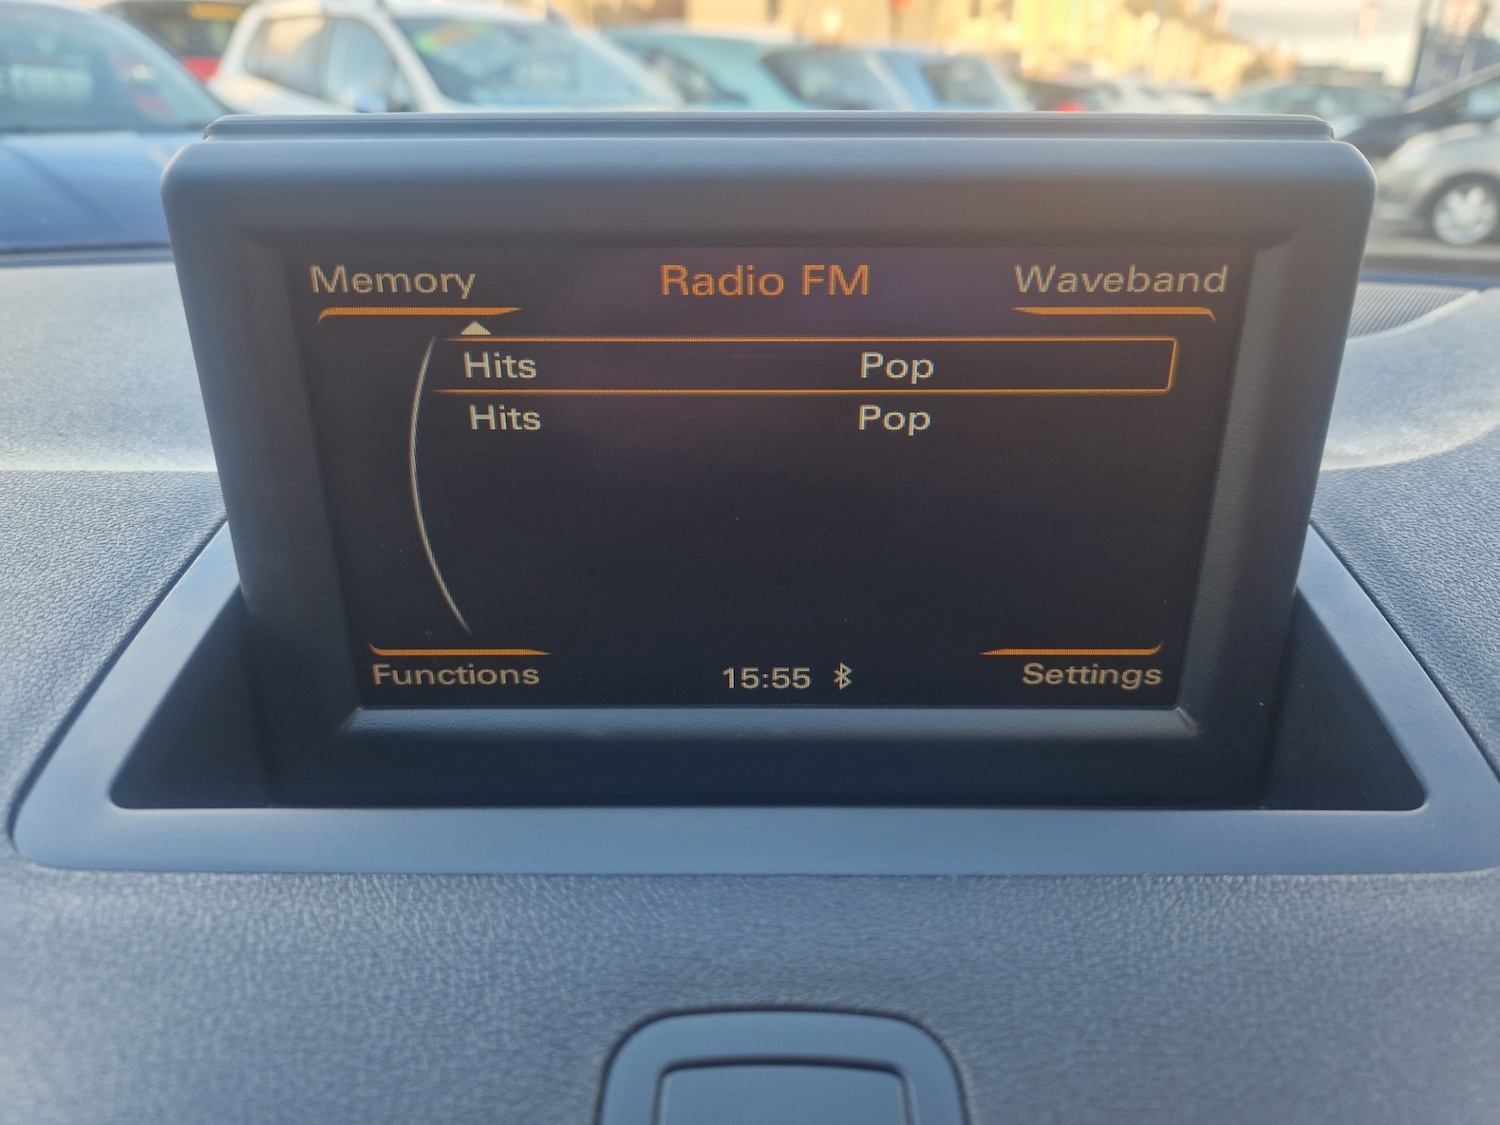 Memory Radio FM Waveband
Hits Pop
Hits Pop
Functions 15:55 Settings